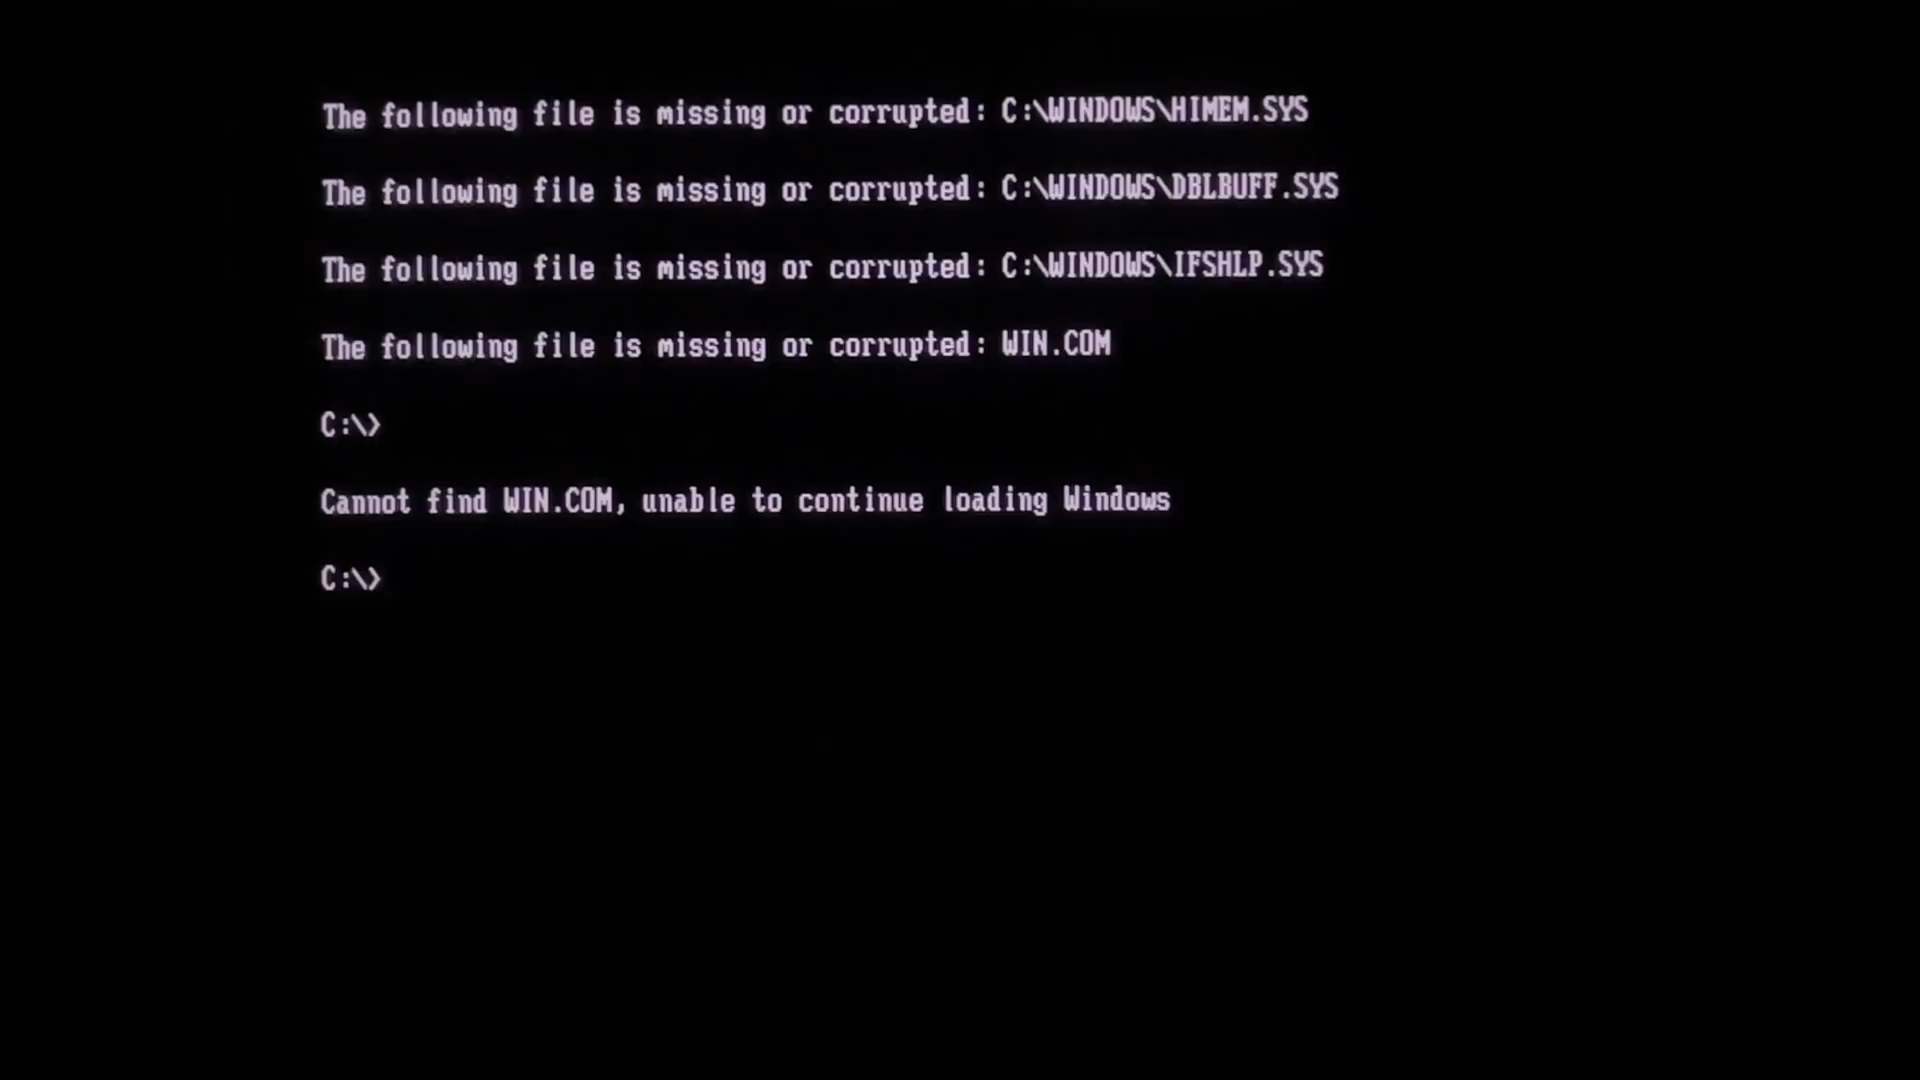 The following file is missing or corrupted: C:\WINDOWS\HIMEM.SYS
The following file is missing or corrupted: C:\WINDOWS\DBLBUFF.SYS
The following file is missing or corrupted: C:\WINDOWS\IFSHLP.SYS
The following file is missing or corrupted: WIN.COM
C:\>
Cannot find WIN.COM, unable to continue loading Windows
C:\>